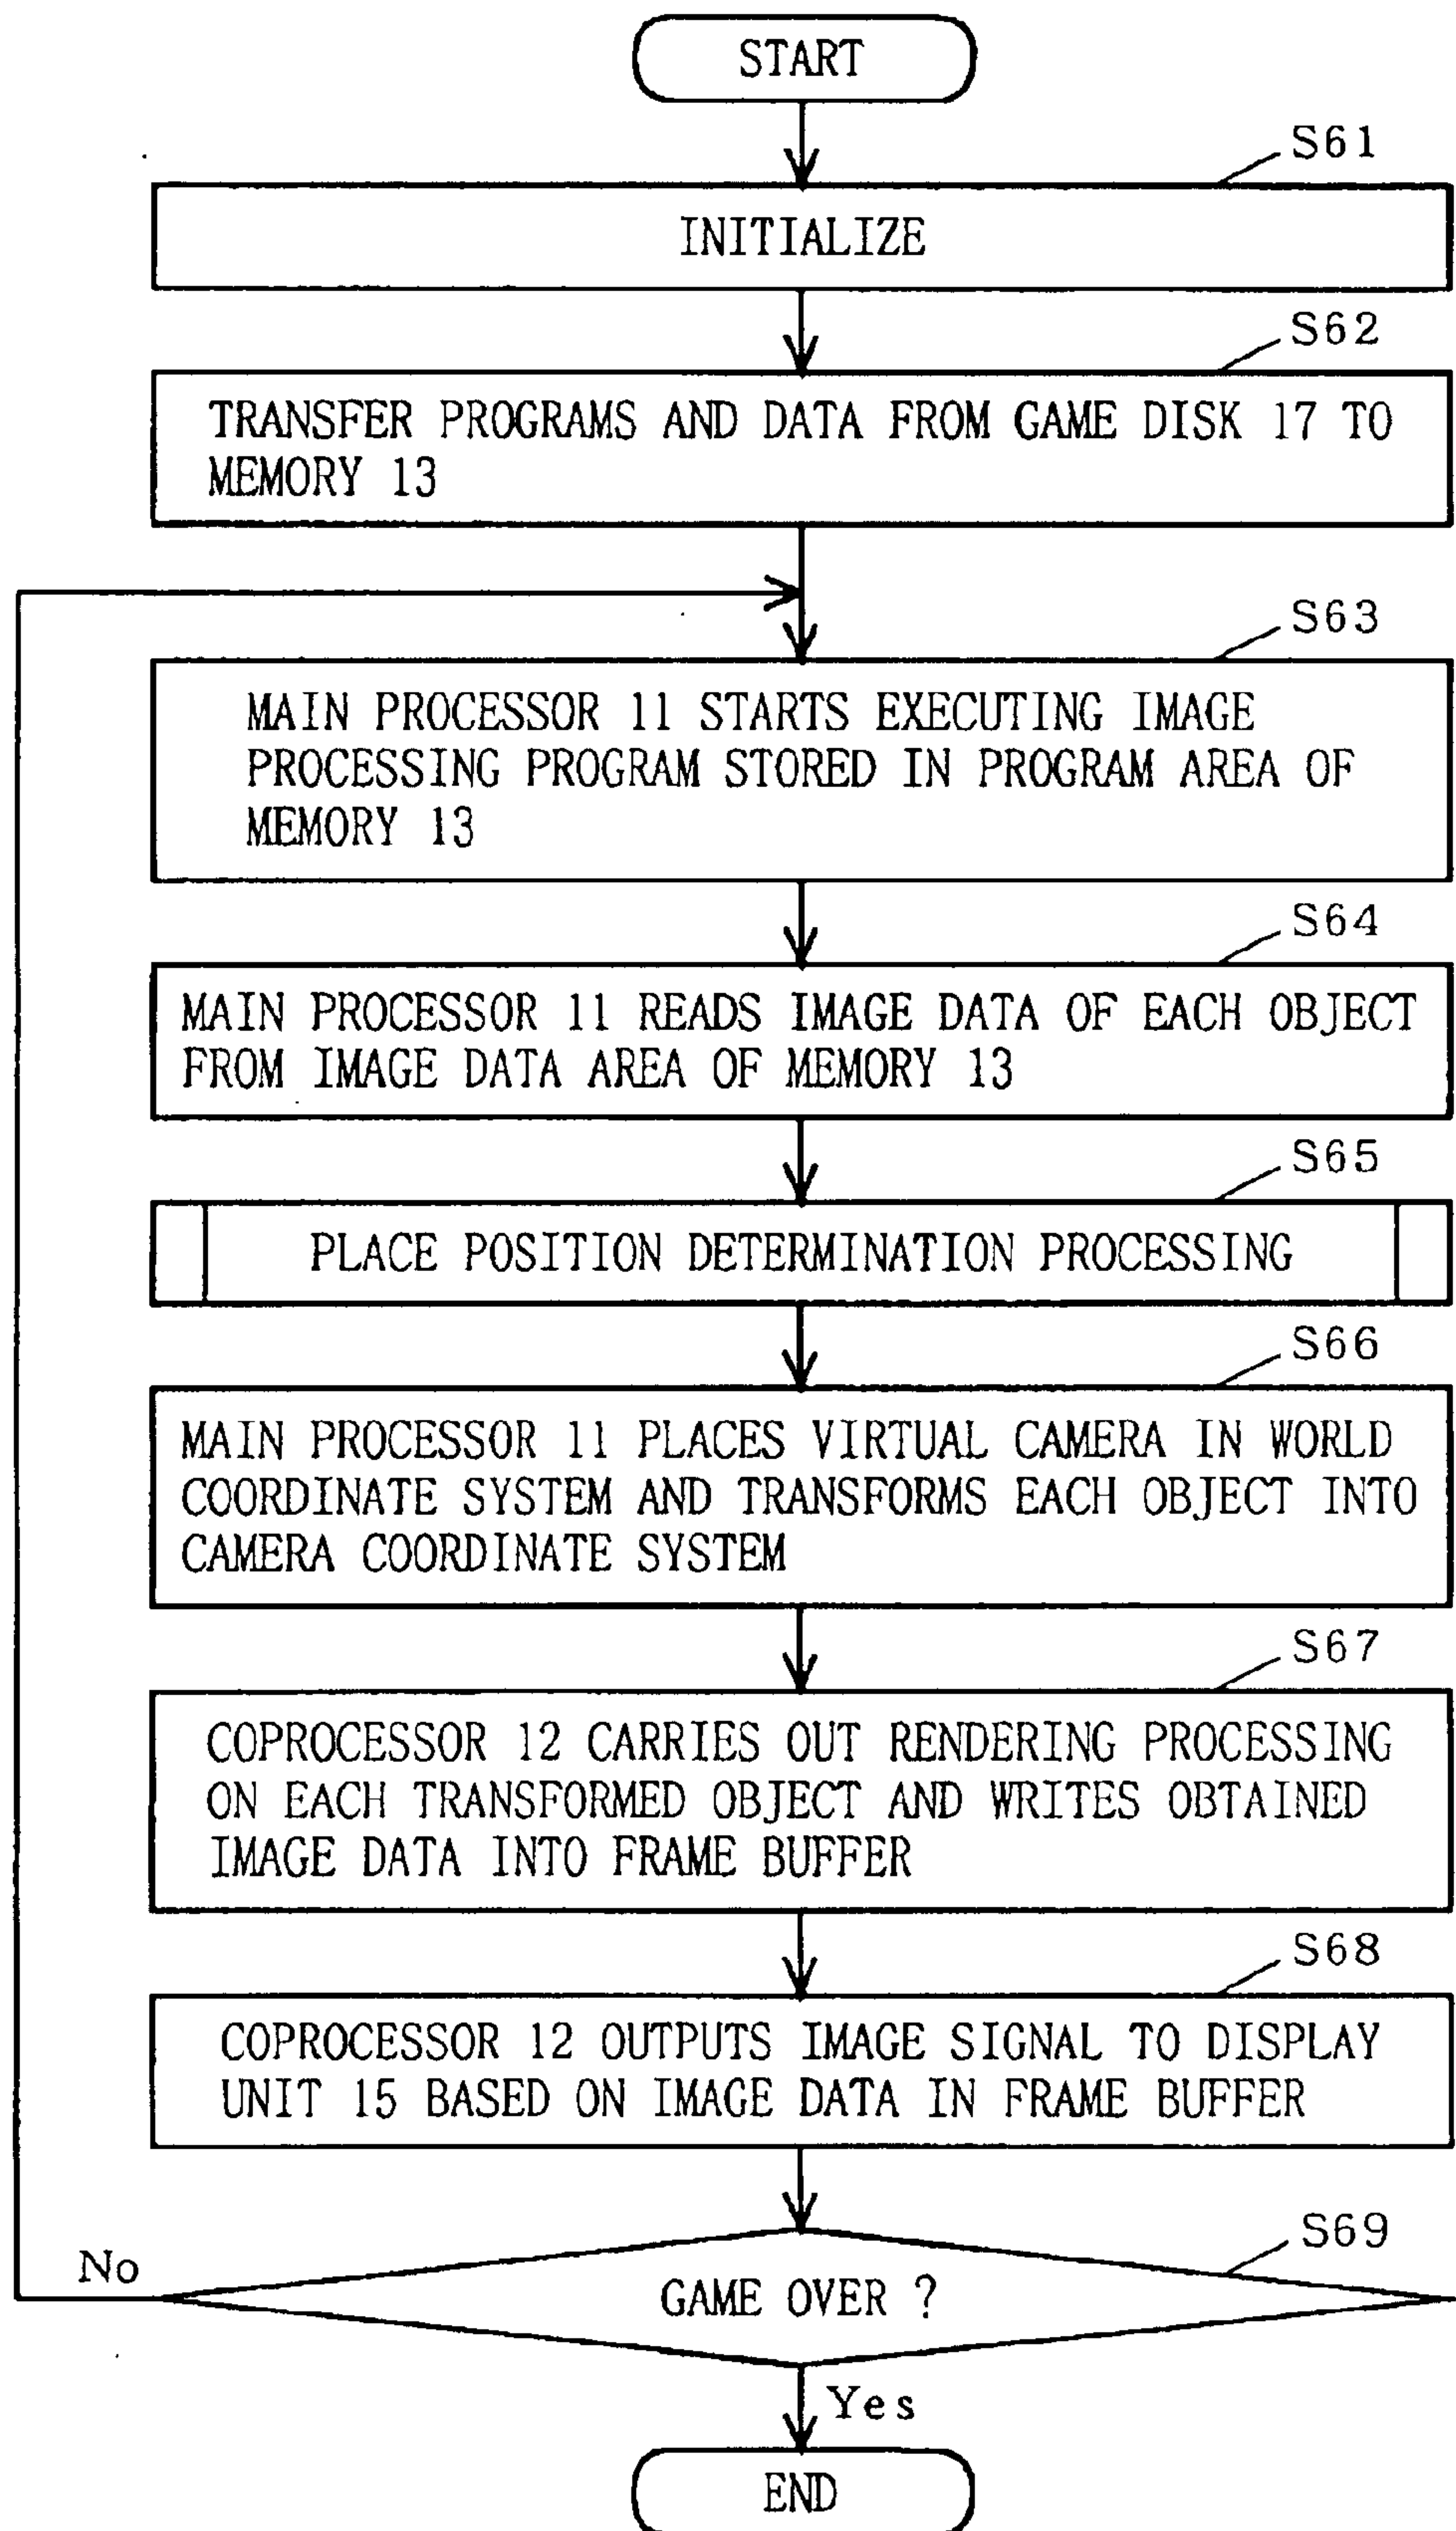 START
S61
INITIALIZE
S62
TRANSFER PROGRAMS AND DATA FROM GAME DISK 17 TO
MEMORY 13
S63
MAIN PROCESSOR 11 STARTS EXECUTING IMAGE
PROCESSING PROGRAM STORED IN PROGRAM AREA OF
MEMORY 13
S64
MAIN PROCESSOR 11 READS IMAGE DATA OF EACH OBJECT
FROM IMAGE DATA AREA OF MEMORY 13
S65
PLACE POSITION DETERMINATION PROCESSING
S66
MAIN PROCESSOR 11 PLACES VIRTUAL CAMERA IN WORLD
COORDINATE SYSTEM AND TRANSFORMS EACH OBJECT INTO
CAMERA COORDINATE SYSTEM
S67
COPROCESSOR 12 CARRIES OUT RENDERING PROCESSING
ON EACH TRANSFORMED OBJECT AND WRITES OBTAINED
IMAGE DATA INTO FRAME BUFFER
S68
COPROCESSOR 12 OUTPUTS IMAGE SIGNAL TO DISPLAY
UNIT 15 BASED ON IMAGE DATA IN FRAME BUFFER
S69
No
GAME OVER ?
Yes
END